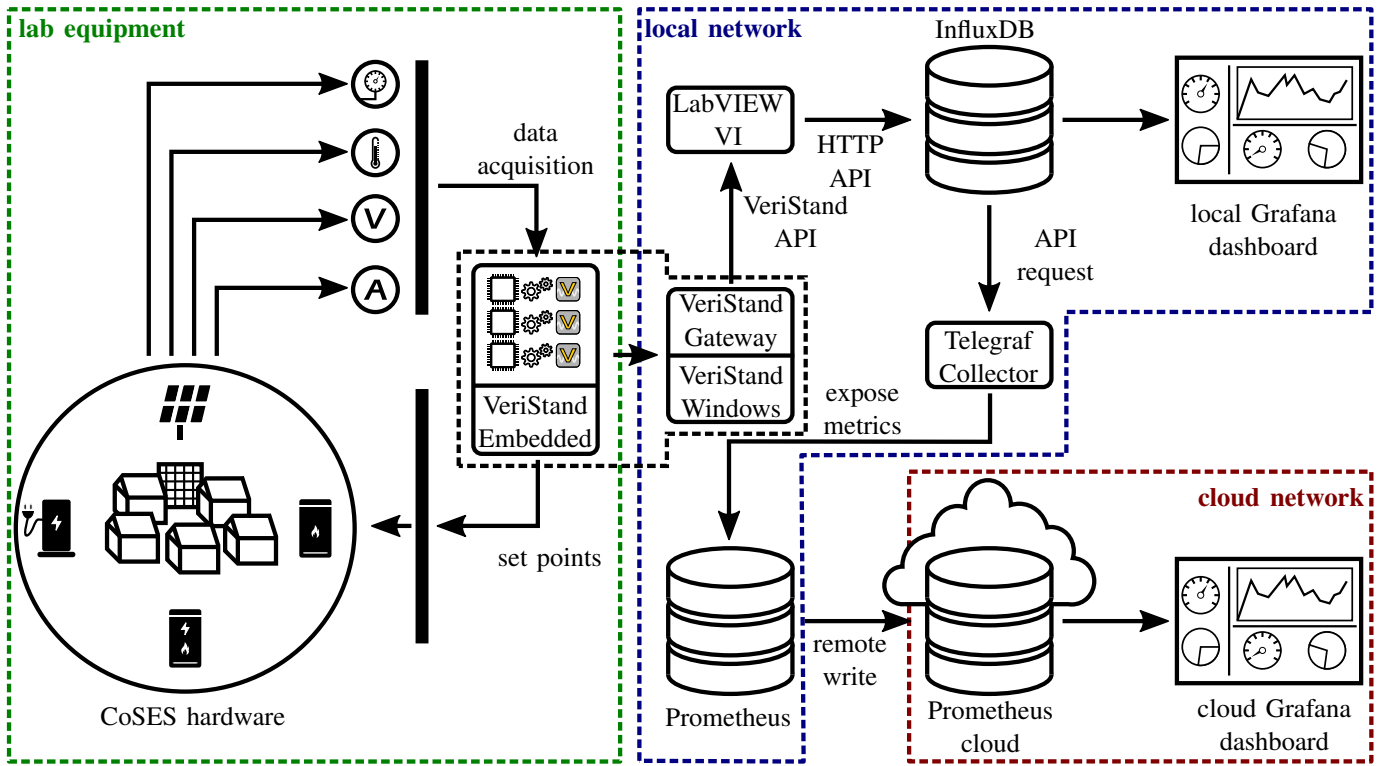 lab equipment
V
A
data
acquisition
V
V
V
VeriStand
Embedded
set points
CoSES hardware
local network
LabVIEW
VI
HTTP
API
InfluxDB
local Grafana
dashboard
VeriStand
API
API
request
VeriStand
Gateway
VeriStand
Windows
Telegraf
Collector
expose
metrics
Prometheus
remote
write
cloud network
Prometheus
cloud
cloud Grafana
dashboard